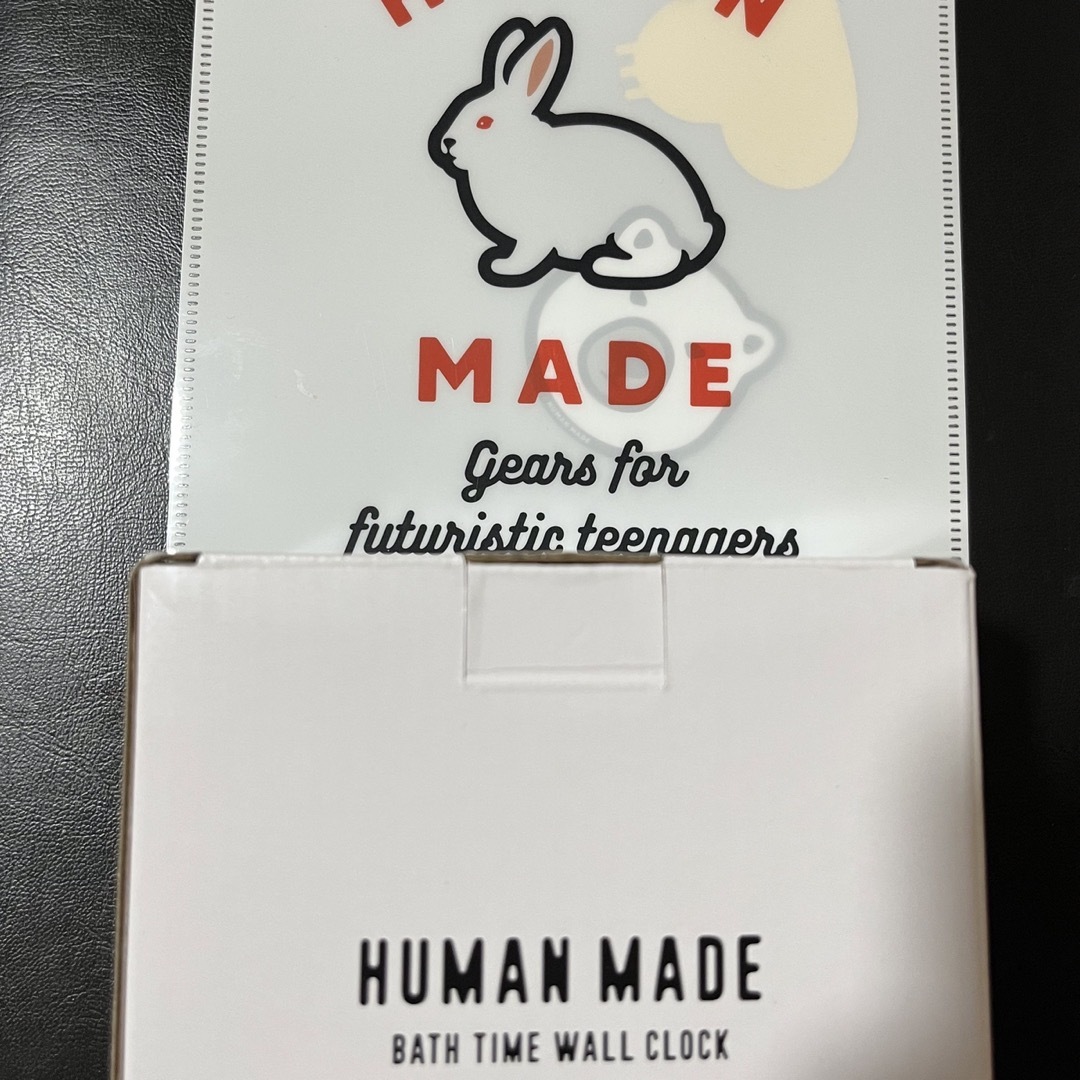 MADE
Gears for
futuristic teenagers
HUMAN MADE
BATH TIME WALL CLOCK